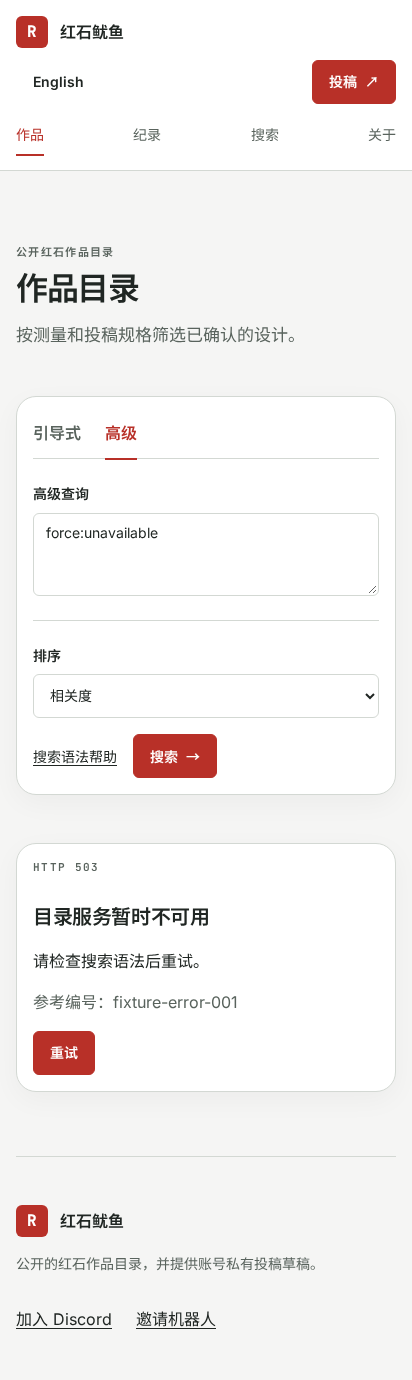 R 红石鱿鱼
English
投稿 ↗
作品 纪录 搜索 关于
公开红石作品目录
作品目录
按测量和投稿规格筛选已确认的设计。
引导式 高级
高级查询
force:unavailable
排序
相关度
搜索语法帮助 搜索 →
HTTP 503
目录服务暂时不可用
请检查搜索语法后重试。
参考编号：fixture-error-001
重试
R 红石鱿鱼
公开的红石作品目录，并提供账号私有投稿草稿。
加入 Discord 邀请机器人